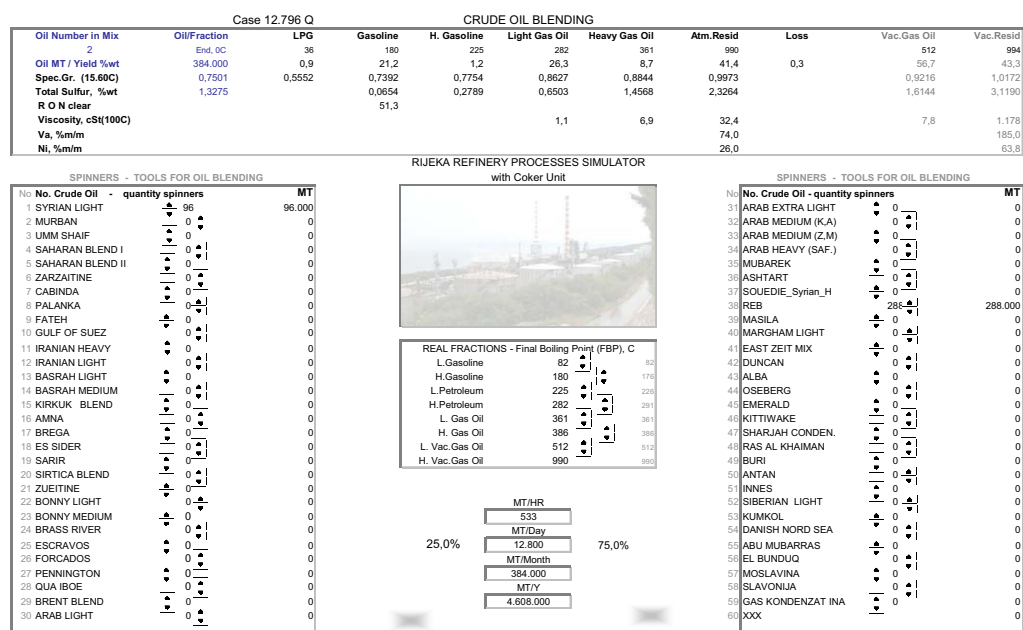 Case 12.796 Q CRUDE OIL BLENDING
Oil Number in Mix Oil/Fraction LPG Gasoline H. Gasoline Light Gas Oil Heavy Gas Oil Atm.Resid Loss Vac.Gas Oil Vac.Resid
2 End, 0C 36 180 225 282 361 990 512 994
Oil MT / Yield %wt 384.000 0,9 21,2 1,2 26,3 8,7 41,4 0,3 56,7 43,3
Spec.Gr. (15.60C) 0,7501 0,5552 0,7392 0,7754 0,8627 0,8844 0,9973 0,9216 1,0172
Total Sulfur, %wt 1,3275 0,0654 0,2789 0,6503 1,4568 2,3264 1,6144 3,1190
R O N clear 51,3
Viscosity, cSt(100C) 1,1 6,9 32,4 7,8 1.178
Va, %m/m 74,0 185,0
Ni, %m/m 26,0 63,8
RIJEKA REFINERY PROCESSES SIMULATOR
with Coker Unit
SPINNERS - TOOLS FOR OIL BLENDING
No No. Crude Oil - quantity spinners MT
1 SYRIAN LIGHT 96 96.000
2 MURBAN 0 0
3 UMM SHAIF 0 0
4 SAHARAN BLEND I 0 0
5 SAHARAN BLEND II 0 0
6 ZARZAITINE 0 0
7 CABINDA 0 0
8 PALANKA 0 0
9 FATEH 0 0
10 GULF OF SUEZ 0 0
11 IRANIAN HEAVY 0 0
12 IRANIAN LIGHT 0 0
13 BASRAH LIGHT 0 0
14 BASRAH MEDIUM 0 0
15 KIRKUK BLEND 0 0
16 AMNA 0 0
17 BREGA 0 0
18 ES SIDER 0 0
19 SARIR 0 0
20 SIRTICA BLEND 0 0
21 ZUEITINE 0 0
22 BONNY LIGHT 0 0
23 BONNY MEDIUM 0 0
24 BRASS RIVER 0 0
25 ESCRAVOS 0 0
26 FORCADOS 0 0
27 PENNINGTON 0 0
28 QUA IBOE 0 0
29 BRENT BLEND 0 0
30 ARAB LIGHT 0 0
REAL FRACTIONS - Final Boiling Point (FBP), C
L.Gasoline 82 82
H.Gasoline 180 176
L.Petroleum 225 226
H.Petroleum 282 291
L. Gas Oil 361 361
H. Gas Oil 386 386
L. Vac.Gas Oil 512 512
H. Vac.Gas Oil 990 990
MT/HR
533
MT/Day
25,0% 12.800 75,0%
MT/Month
384.000
MT/Y
4.608.000
SPINNERS - TOOLS FOR OIL BLENDING
No No. Crude Oil - quantity spinners MT
31 ARAB EXTRA LIGHT 0 0
32 ARAB MEDIUM (K,A) 0 0
33 ARAB MEDIUM (Z,M) 0 0
34 ARAB HEAVY (SAF.) 0 0
35 MUBAREK 0 0
36 ASHTART 0 0
37 SOUEDIE_Syrian_H 0 0
38 REB 288 288.000
39 MASILA 0 0
40 MARGHAM LIGHT 0 0
41 EAST ZEIT MIX 0 0
42 DUNCAN 0 0
43 ALBA 0 0
44 OSEBERG 0 0
45 EMERALD 0 0
46 KITTIWAKE 0 0
47 SHARJAH CONDEN. 0 0
48 RAS AL KHAIMAN 0 0
49 BURI 0 0
50 ANTAN 0 0
51 INNES 0 0
52 SIBERIAN LIGHT 0 0
53 KUMKOL 0 0
54 DANISH NORD SEA 0 0
55 ABU MUBARRAS 0 0
56 EL BUNDUQ 0 0
57 MOSLAVINA 0 0
58 SLAVONIJA 0 0
59 GAS KONDENZAT INA 0 0
60 XXX 0